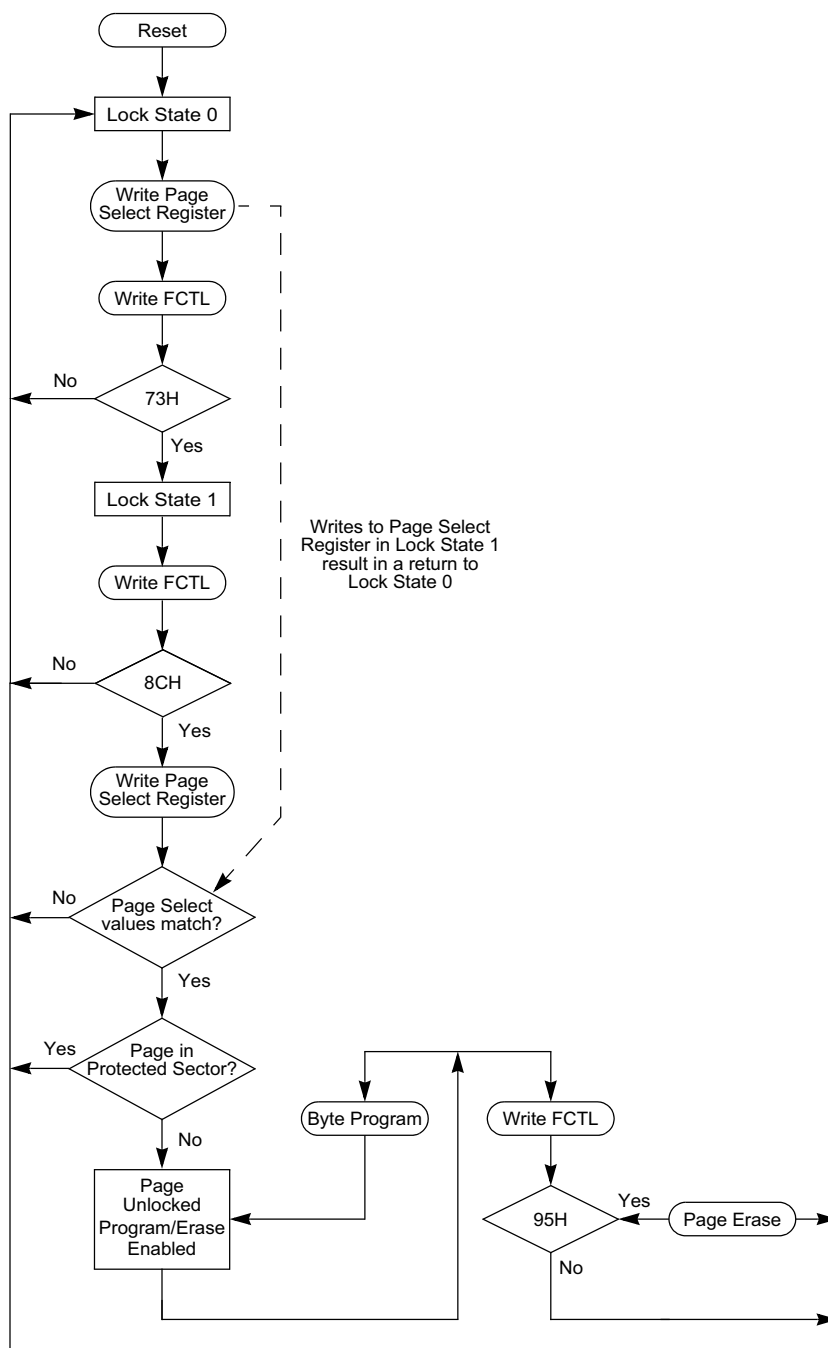 Reset
Lock State 0
Write Page
Select Register
Write FCTL
No
73H
Yes
Lock State 1
Writes to Page Select
Register in Lock State 1
result in a return to
Lock State 0
Write FCTL
No
8CH
Yes
Write Page
Select Register
No
Page Select
values match?
Yes
Yes
Page in
Protected Sector?
No
Byte Program
Write FCTL
Page
Unlocked
Program/Erase
Enabled
95H
Yes
Page Erase
No